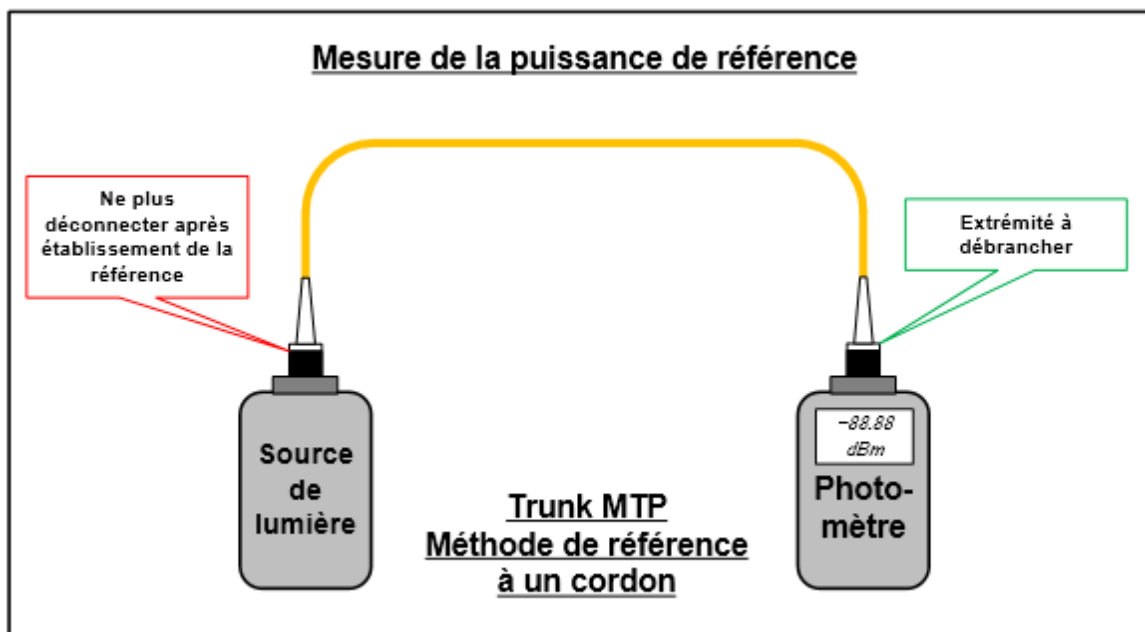 Mesure de la puissance de référence
Ne plus
déconnecter après
établissement de la
référence
Extrémité à
débrancher
Source
de
lumière
−88.88
dBm
Photo-
mètre
Trunk MTP
Méthode de référence
à un cordon